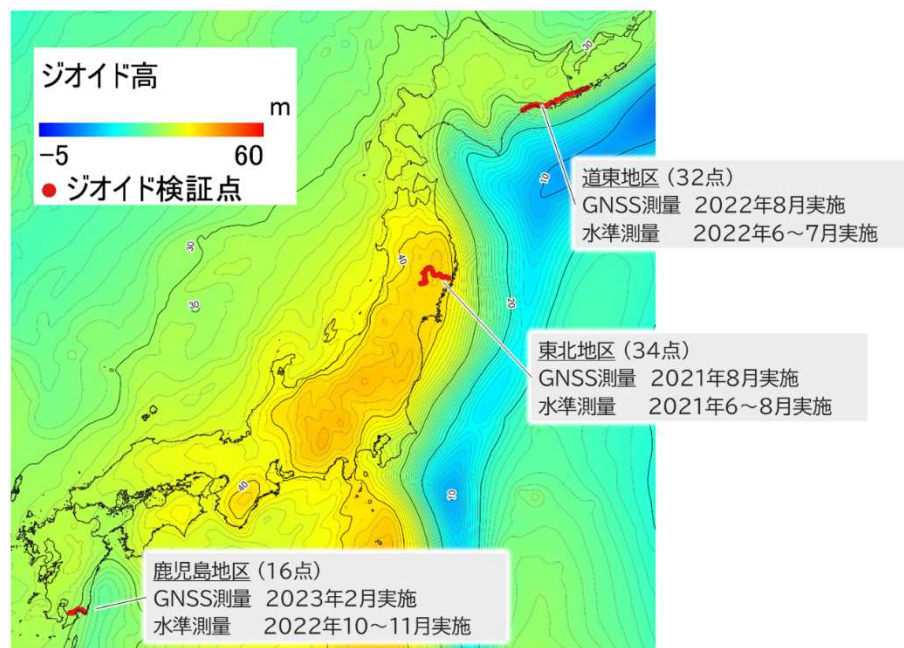 ジオイド高
m
-5 60
ジオイド検証点
30
30
30
40
40
10
20
10
道東地区 (32点)
GNSS測量 2022年8月実施
水準測量 2022年6～7月実施
東北地区 (34点)
GNSS測量 2021年8月実施
水準測量 2021年6～8月実施
鹿児島地区 (16点)
GNSS測量 2023年2月実施
水準測量 2022年10～11月実施